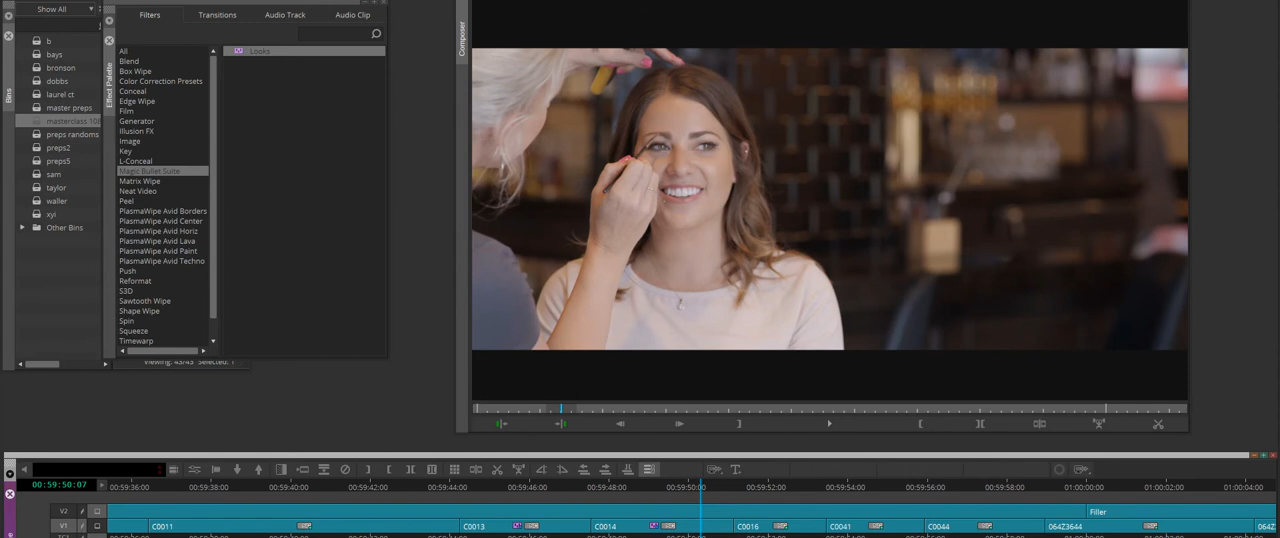 Show All
Filters
Transitions
Audio Track
Audio Clip
Bins
b
bays
bronson
dobbs
laurel ct
master preps
masterclass 108
preps randoms
preps2
preps5
sam
taylor
waller
xyi
Other Bins
Effect Palette
All
Blend
Box Wipe
Color Correction Presets
Conceal
Edge Wipe
Film
Generator
Illusion FX
Image
Key
L-Conceal
Magic Bullet Suite
Matrix Wipe
Neat Video
Peel
PlasmaWipe Avid Borders
PlasmaWipe Avid Center
PlasmaWipe Avid Horiz
PlasmaWipe Avid Lava
PlasmaWipe Avid Paint
PlasmaWipe Avid Techno
Push
Reformat
S3D
Sawtooth Wipe
Shape Wipe
Spin
Squeeze
Timewarp
Looks
Viewing: 43/43 Selected: 1
Composer
00:59:50:07
00:59:36:00 00:59:38:00 00:59:40:00 00:59:42:00 00:59:44:00 00:59:46:00 00:59:48:00 00:59:50:00 00:59:52:00 00:59:54:00 00:59:56:00 00:59:58:00 01:00:00:00 01:00:02:00 01:00:04:00
V2 Filler
V1 C0011 C0013 C0014 C0016 C0041 C0044 064Z3644 064Z
TC1